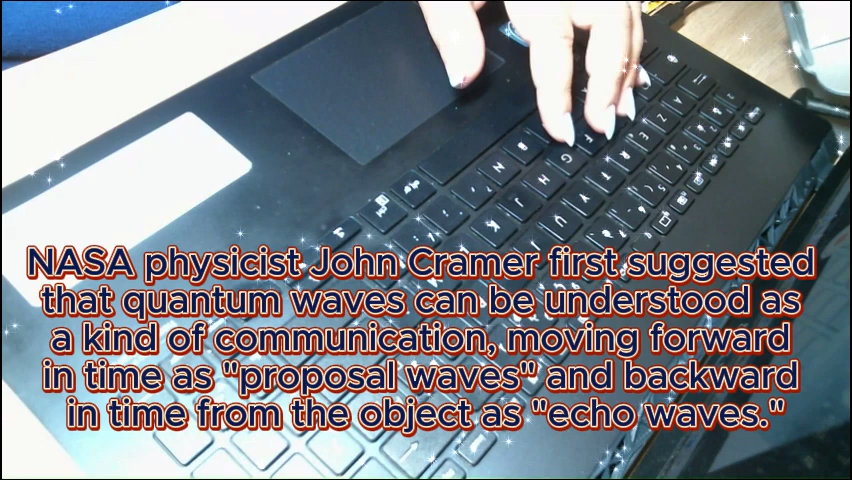 NASA physicist John Cramer first suggested
that quantum waves can be understood as
a kind of communication, moving forward
in time as "proposal waves" and backward
in time from the object as "echo waves."